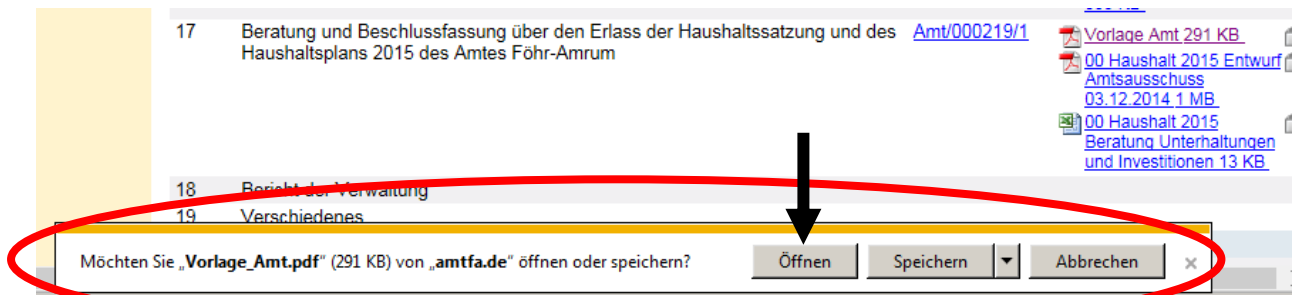 17 Beratung und Beschlussfassung über den Erlass der Haushaltssatzung und des Amt/000219/1 Vorlage Amt 291 KB
Haushaltsplans 2015 des Amtes Föhr-Amrum
00 Haushalt 2015 Entwurf
Amtsausschuss
03.12.2014 1 MB
00 Haushalt 2015
Beratung Unterhaltungen
und Investitionen 13 KB
18 Bericht der Verwaltung
19 Verschiedenes
Möchten Sie „Vorlage_Amt.pdf“ (291 KB) von „amtfa.de“ öffnen oder speichern? Öffnen Speichern Abbrechen ×